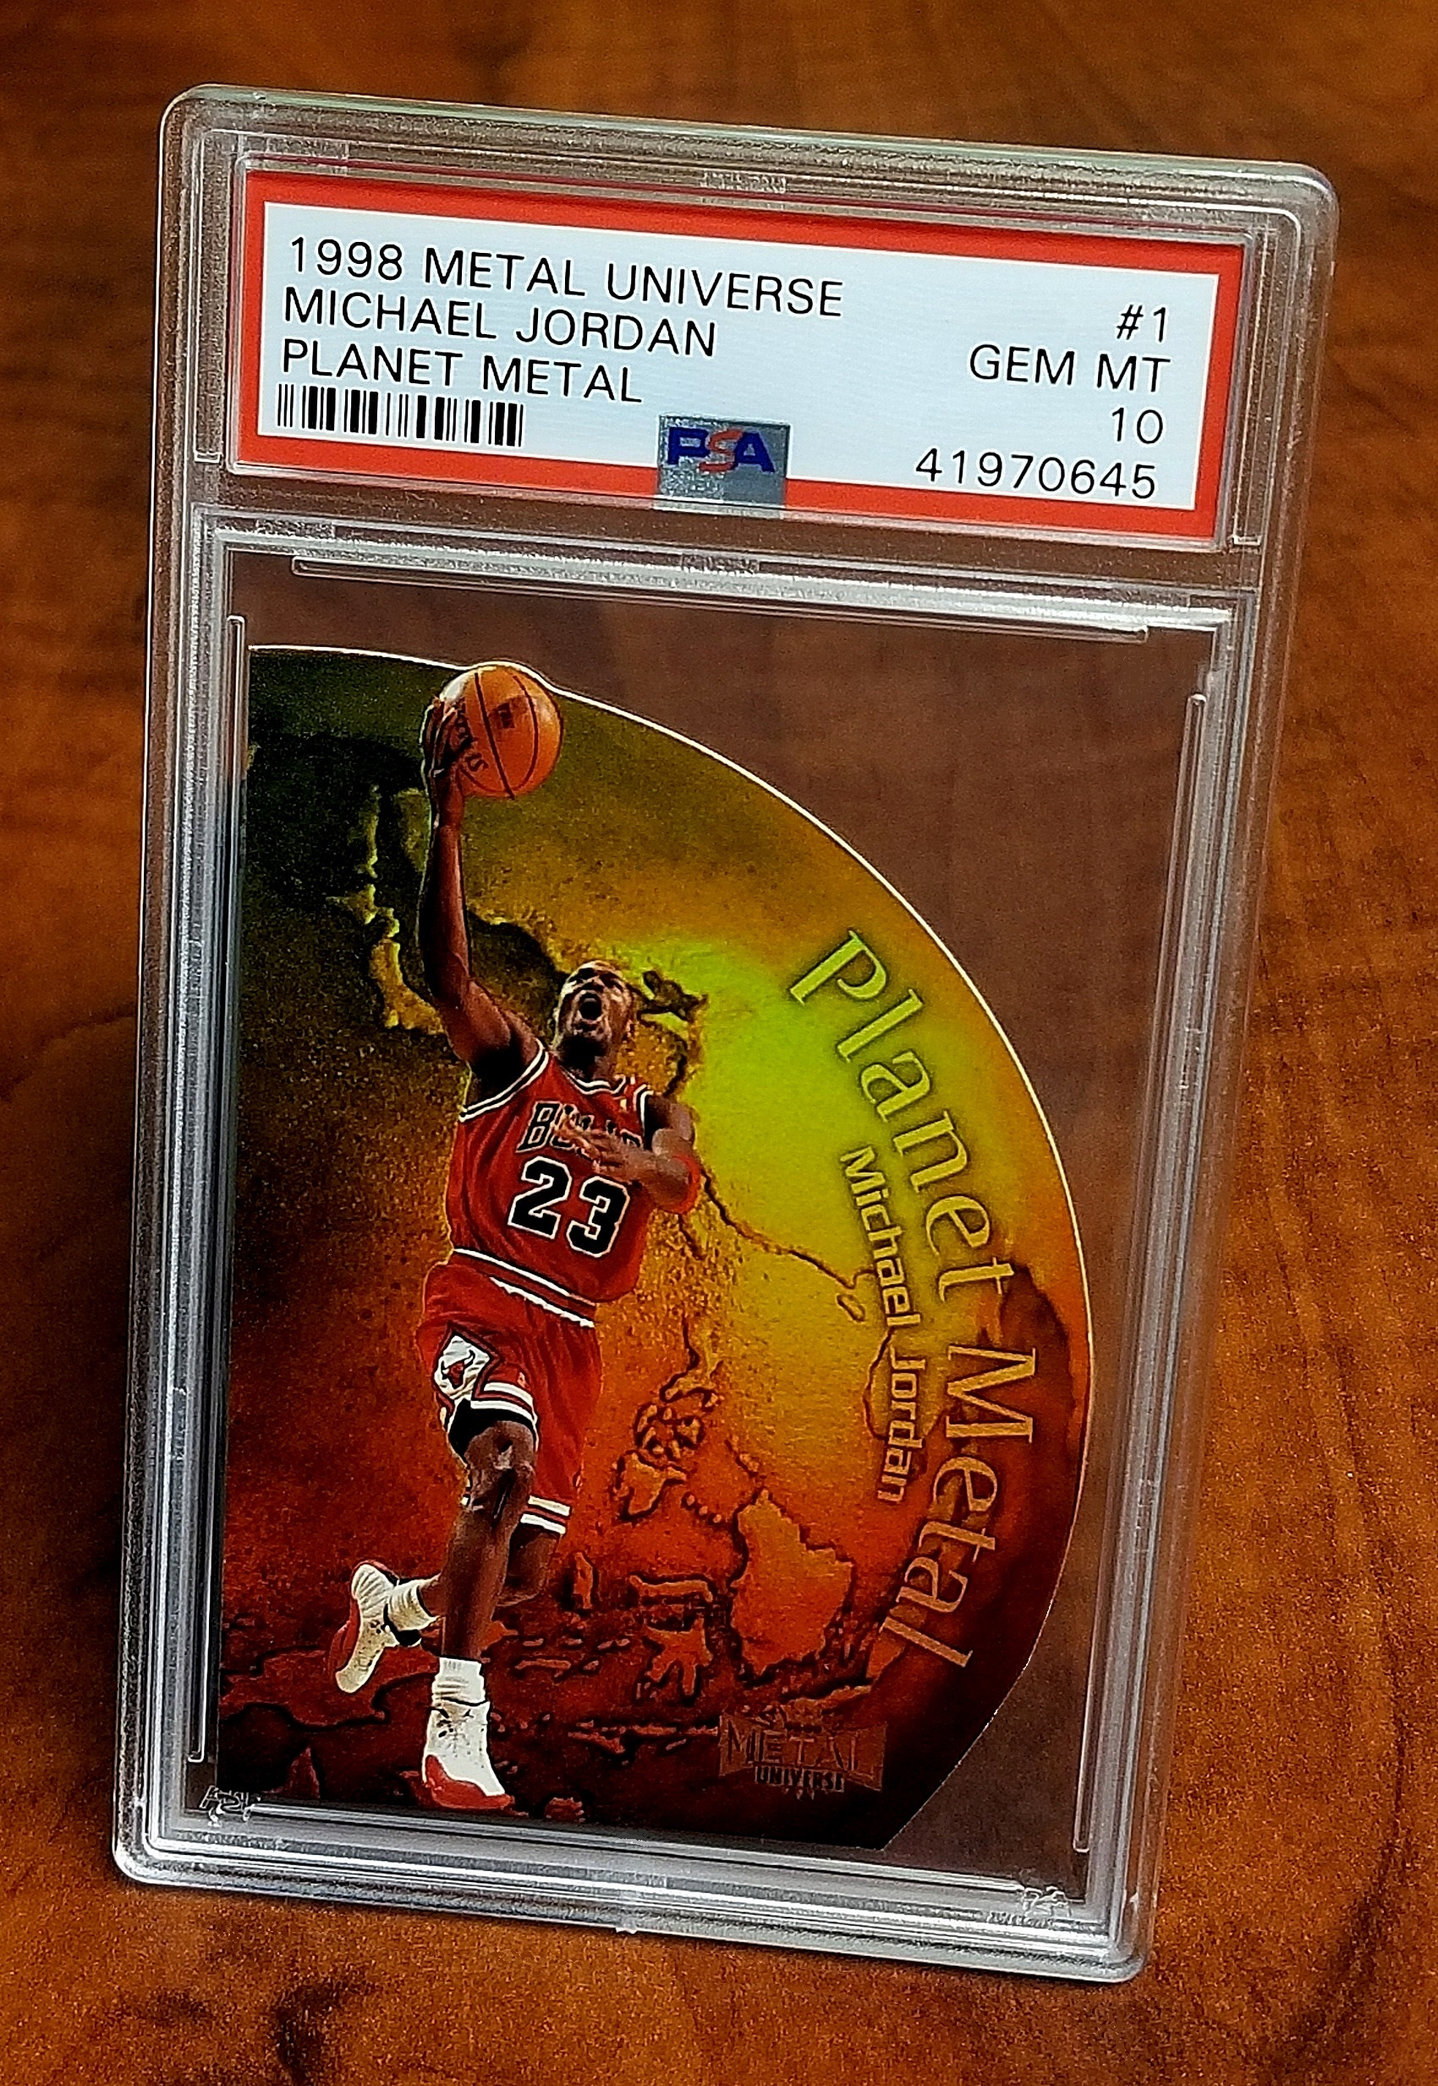 1998 METAL UNIVERSE #1
MICHAEL JORDAN GEM MT
PLANET METAL 10
PSA 41970645
Planet Metal
Michael Jordan
BULLS
23
METAL
UNIVERSE